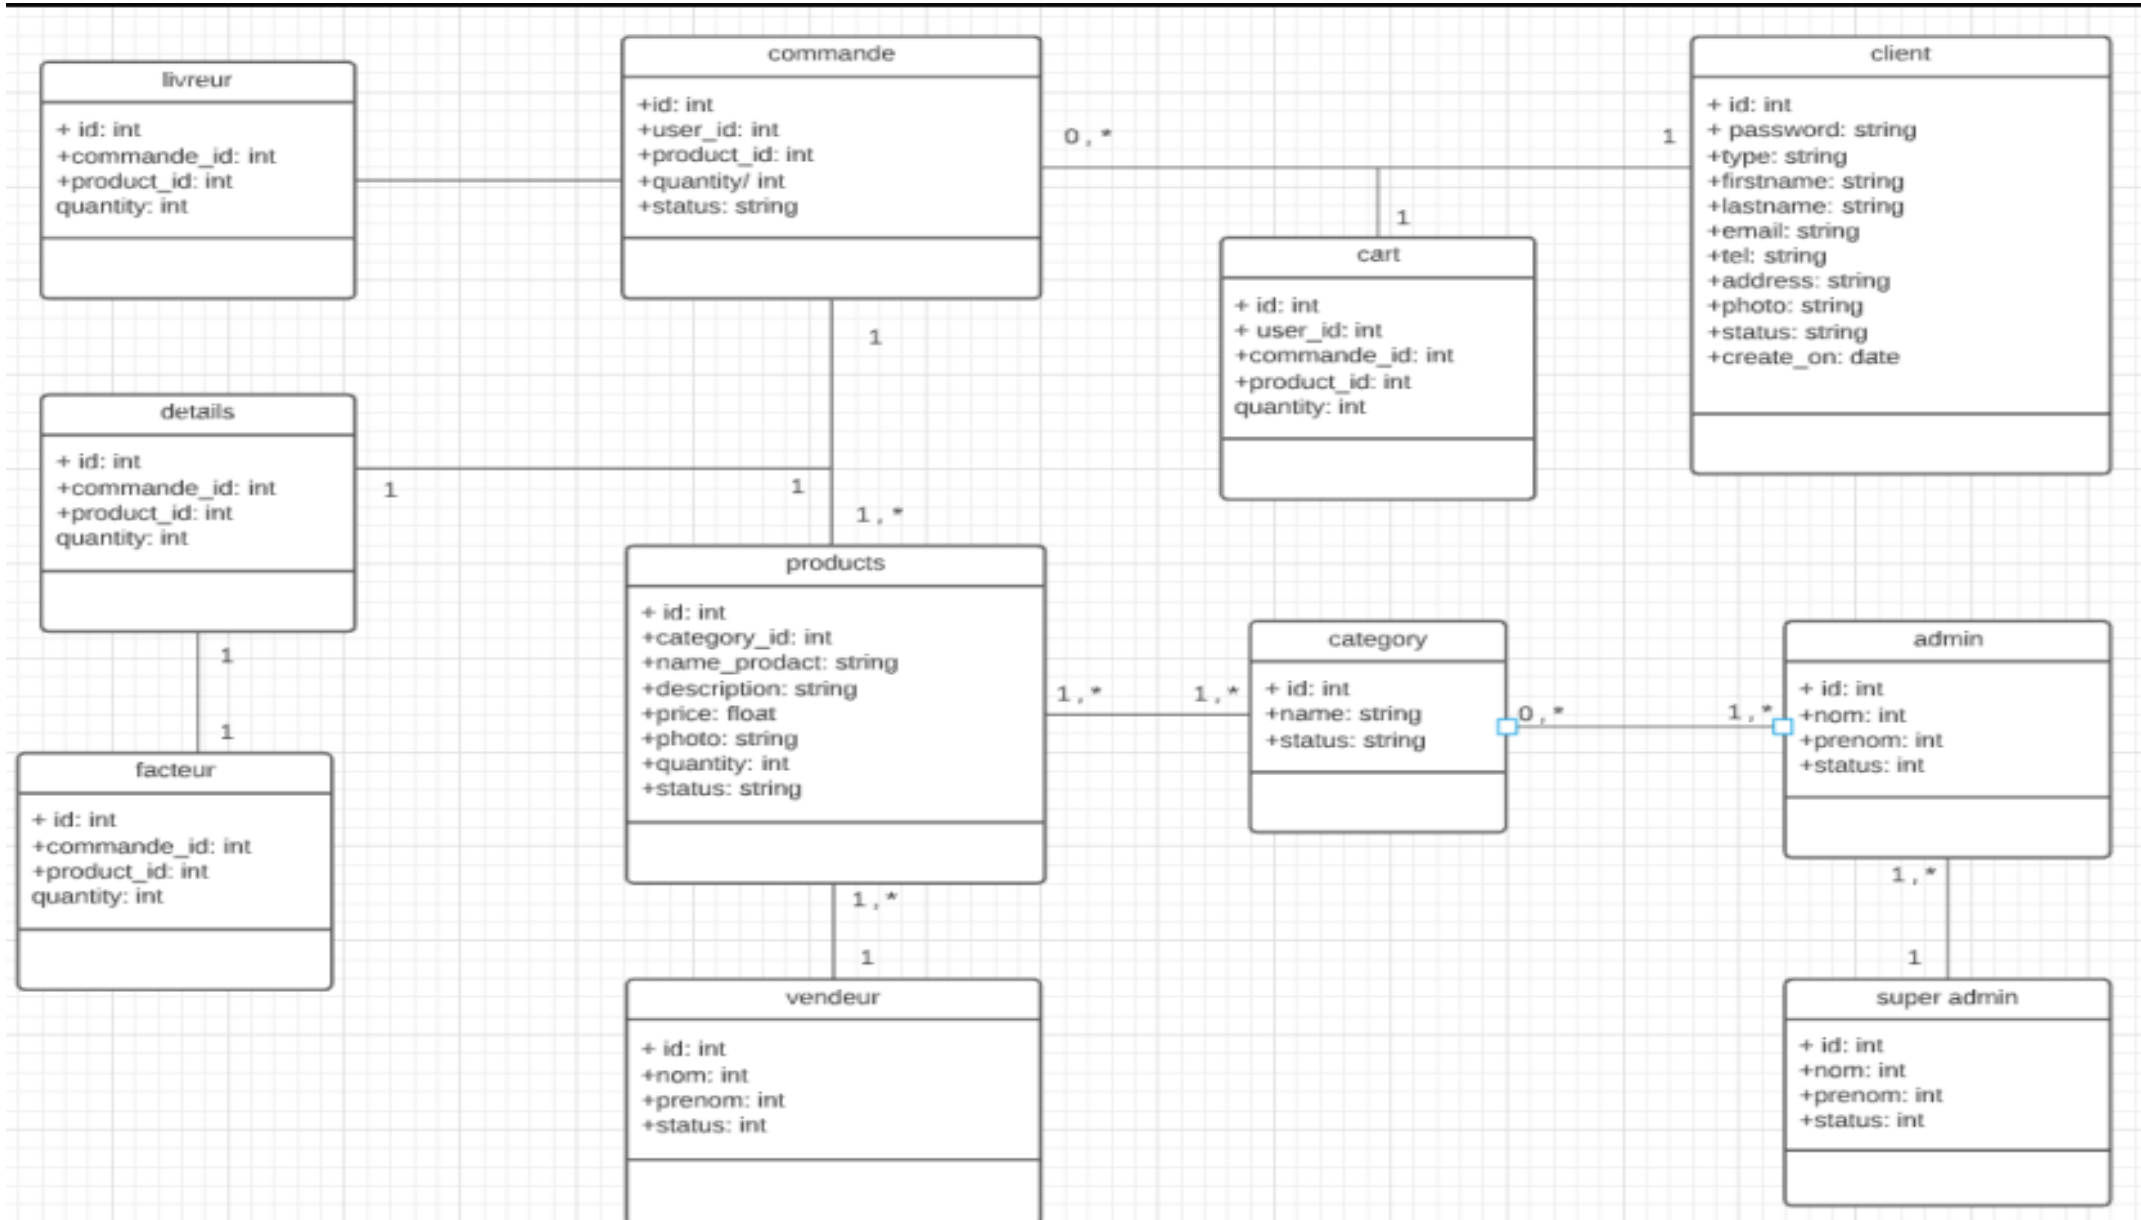 livreur
+ id: int
+commande_id: int
+product_id: int
quantity: int
commande
+id: int
+user_id: int
+product_id: int
+quantity/ int
+status: string
0 , *
1
client
+ id: int
+ password: string
+type: string
+firstname: string
+lastname: string
+email: string
+tel: string
+address: string
+photo: string
+status: string
+create_on: date
1
cart
+ id: int
+ user_id: int
+commande_id: int
+product_id: int
quantity: int
1
details
+ id: int
+commande_id: int
+product_id: int
quantity: int
1
1
1 , *
products
+ id: int
+category_id: int
+name_prodact: string
+description: string
+price: float
+photo: string
+quantity: int
+status: string
1 , *
1 , *
category
+ id: int
+name: string
+status: string
0 , *
1 , *
admin
+ id: int
+nom: int
+prenom: int
+status: int
1
1
facteur
+ id: int
+commande_id: int
+product_id: int
quantity: int
1 , *
1
vendeur
+ id: int
+nom: int
+prenom: int
+status: int
1 , *
1
super admin
+ id: int
+nom: int
+prenom: int
+status: int